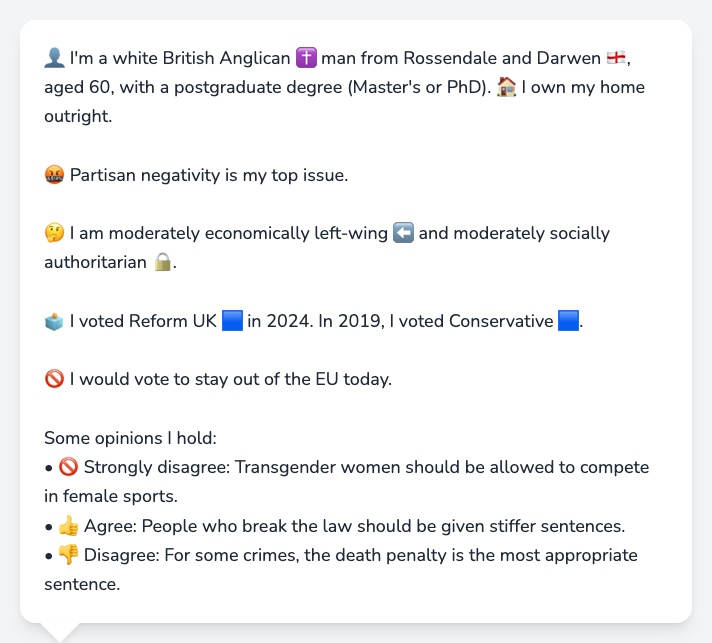 👤 I'm a white British Anglican ✝️ man from Rossendale and Darwen 🏴󠁧󠁢󠁥󠁮󠁧󠁿,
aged 60, with a postgraduate degree (Master's or PhD). 🏠 I own my home
outright.
🤬 Partisan negativity is my top issue.
🤔 I am moderately economically left-wing ⬅️ and moderately socially
authoritarian 🔒.
🗳️ I voted Reform UK 🟦 in 2024. In 2019, I voted Conservative 🟦.
🚫 I would vote to stay out of the EU today.
Some opinions I hold:
• 🚫 Strongly disagree: Transgender women should be allowed to compete
in female sports.
• 👍 Agree: People who break the law should be given stiffer sentences.
• 👎 Disagree: For some crimes, the death penalty is the most appropriate
sentence.